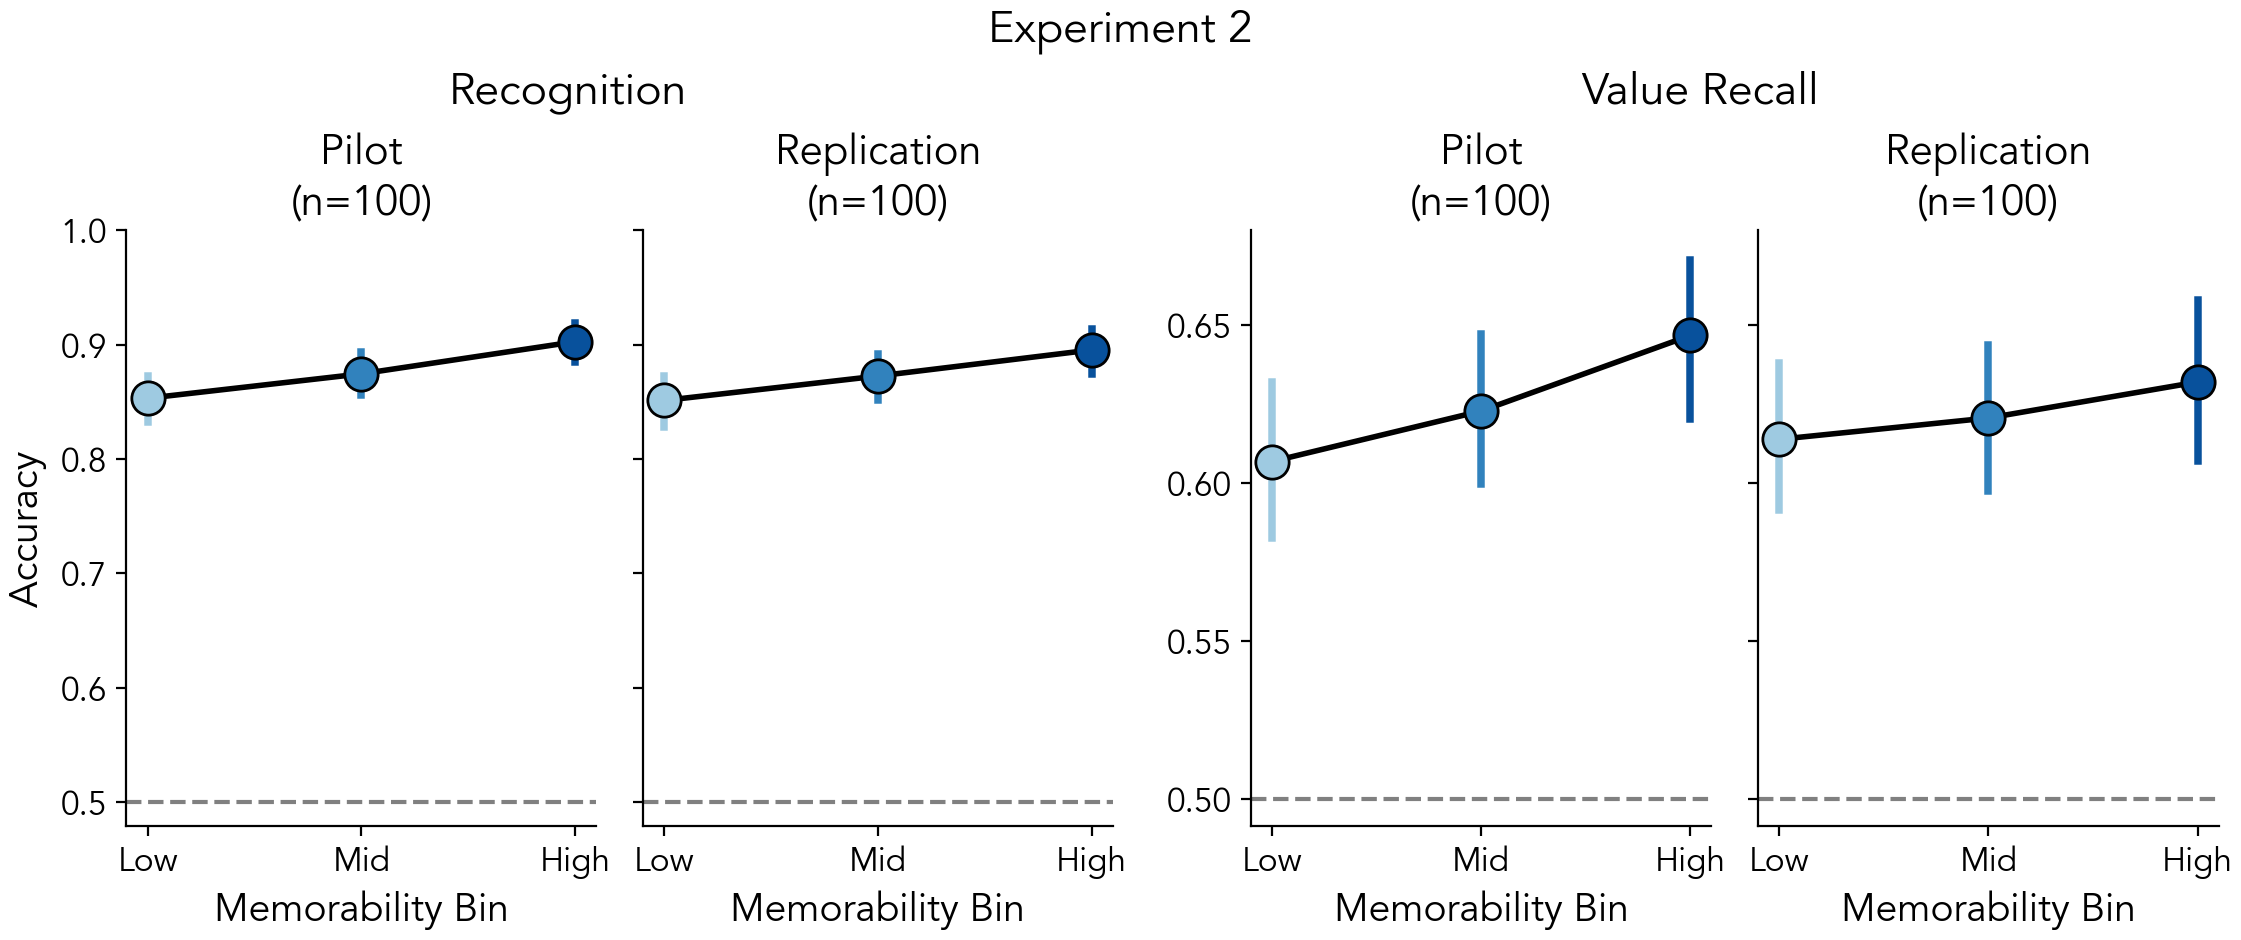 Experiment 2
Recognition
Value Recall
Pilot
(n=100)
Replication
(n=100)
Pilot
(n=100)
Replication
(n=100)
Accuracy
1.0
0.9
0.8
0.7
0.6
0.5
Low Mid High
Memorability Bin
Low Mid High
Memorability Bin
0.65
0.60
0.55
0.50
Low Mid High
Memorability Bin
Low Mid High
Memorability Bin